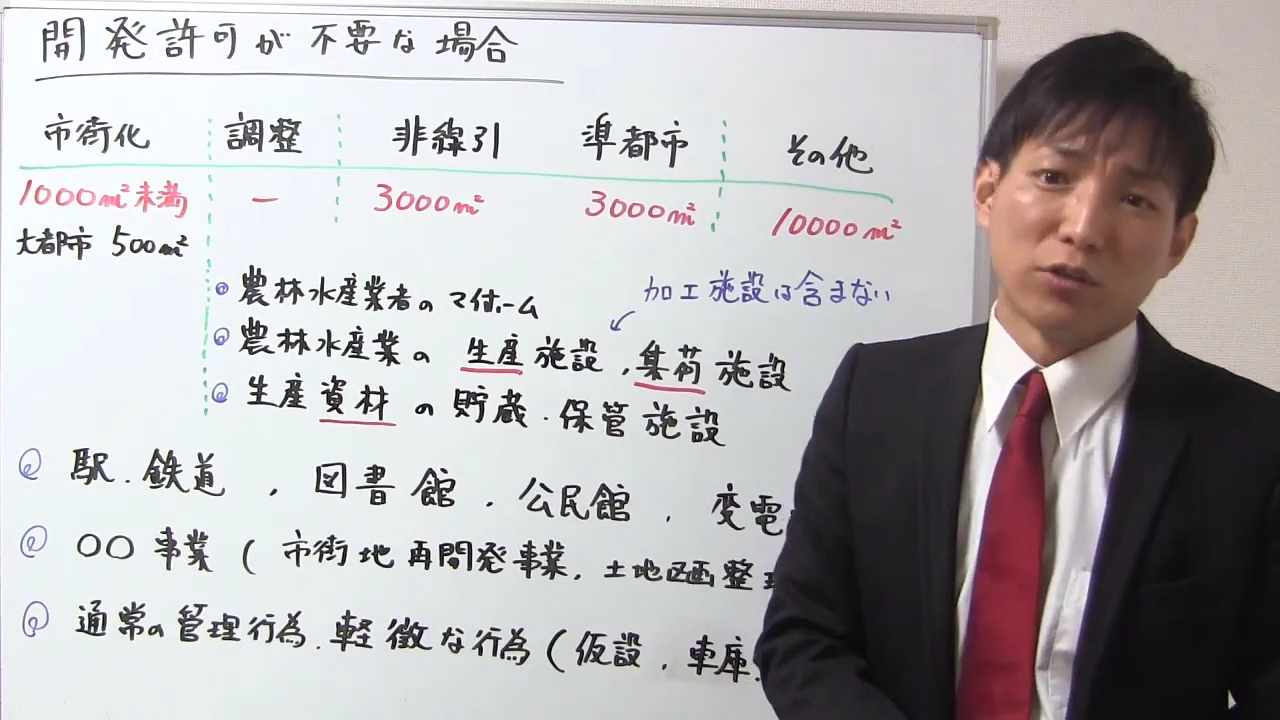 開発許可が不要な場合
市街化 調整 非線引 準都市 その他
1000m²未満 ー 3000m² 3000m² 10000m²
大都市 500m²
農林水産業者のマイホーム
加工施設は含まない
農林水産業の 生産施設,集荷施設
生産資材の貯蔵・保管施設
駅.鉄道, 図書館. 公民館. 変電
〇〇事業(市街地再開発事業,土地区画整理
通常の管理行為.軽微な行為(仮設.車庫